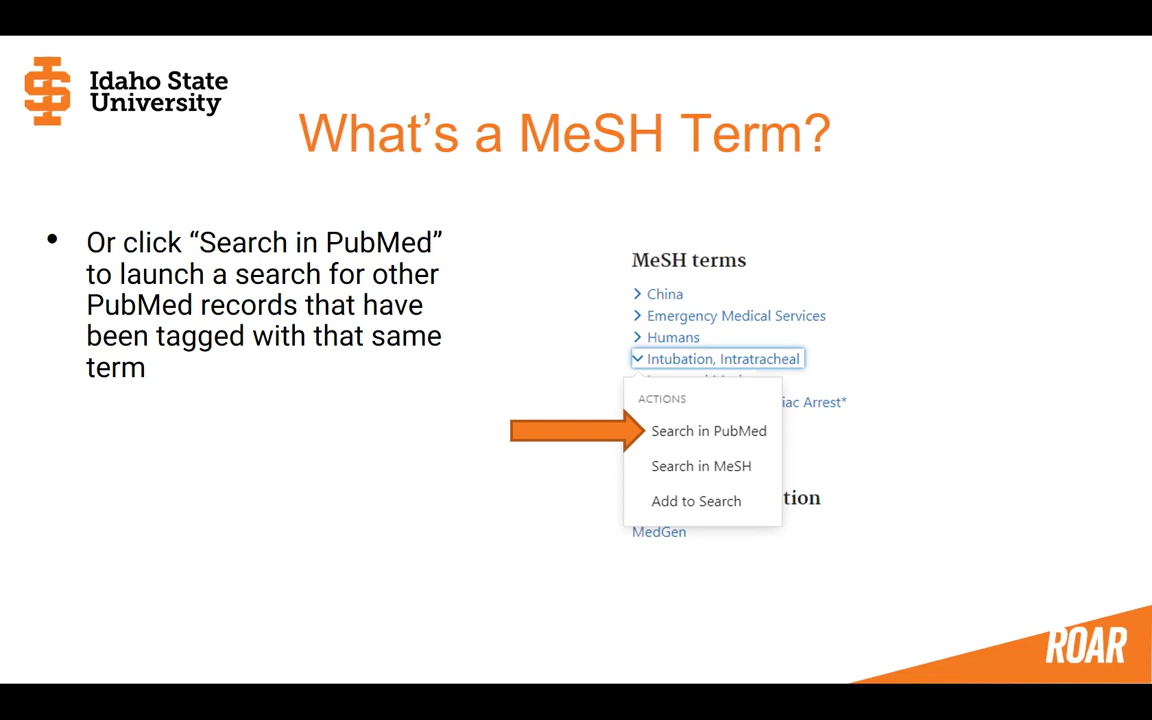 Idaho State
University
What's a MeSH Term?
• Or click “Search in PubMed”
to launch a search for other
PubMed records that have
been tagged with that same
term
MeSH terms
China
Emergency Medical Services
Humans
Intubation, Intratracheal
iac Arrest*
ACTIONS
Search in PubMed
Search in MeSH
Add to Search
tion
MedGen
ROAR